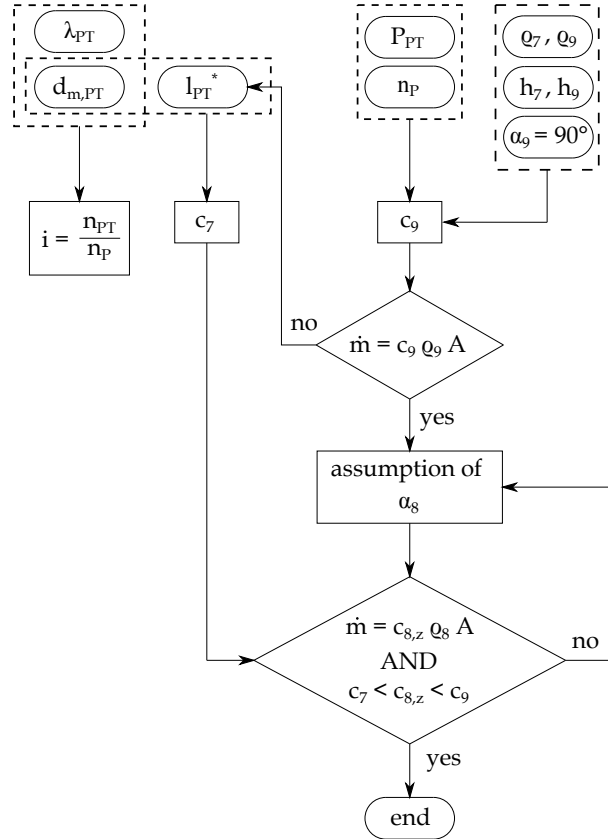 λPT
dm,PT
lPT*
PPT
nP
ϱ7 , ϱ9
h7 , h9
α9 = 90°
i = nPT
nP
c7
c9
no
ṁ = c9 ϱ9 A
yes
assumption of
α8
ṁ = c8,z ϱ8 A
AND
c7 < c8,z < c9
no
yes
end